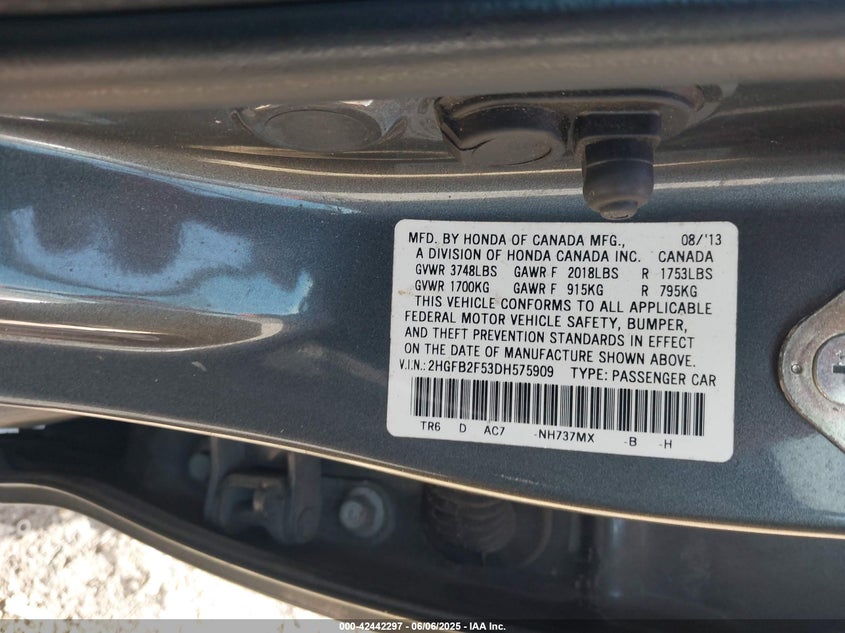 MFD. BY HONDA OF CANADA MFG., 08/'13
A DIVISION OF HONDA CANADA INC. CANADA
GVWR 3748LBS GAWR F 2018LBS R 1753LBS
GVWR 1700KG GAWR F 915KG R 795KG
THIS VEHICLE CONFORMS TO ALL APPLICABLE
FEDERAL MOTOR VEHICLE SAFETY, BUMPER,
AND THEFT PREVENTION STANDARDS IN EFFECT
ON THE DATE OF MANUFACTURE SHOWN ABOVE.
V.I.N.: 2HGFB2F53DH575909 TYPE: PASSENGER CAR
TR6 D AC7 -NH737MX -B -H
000-42442297 - 06/06/2025 - IAA Inc.